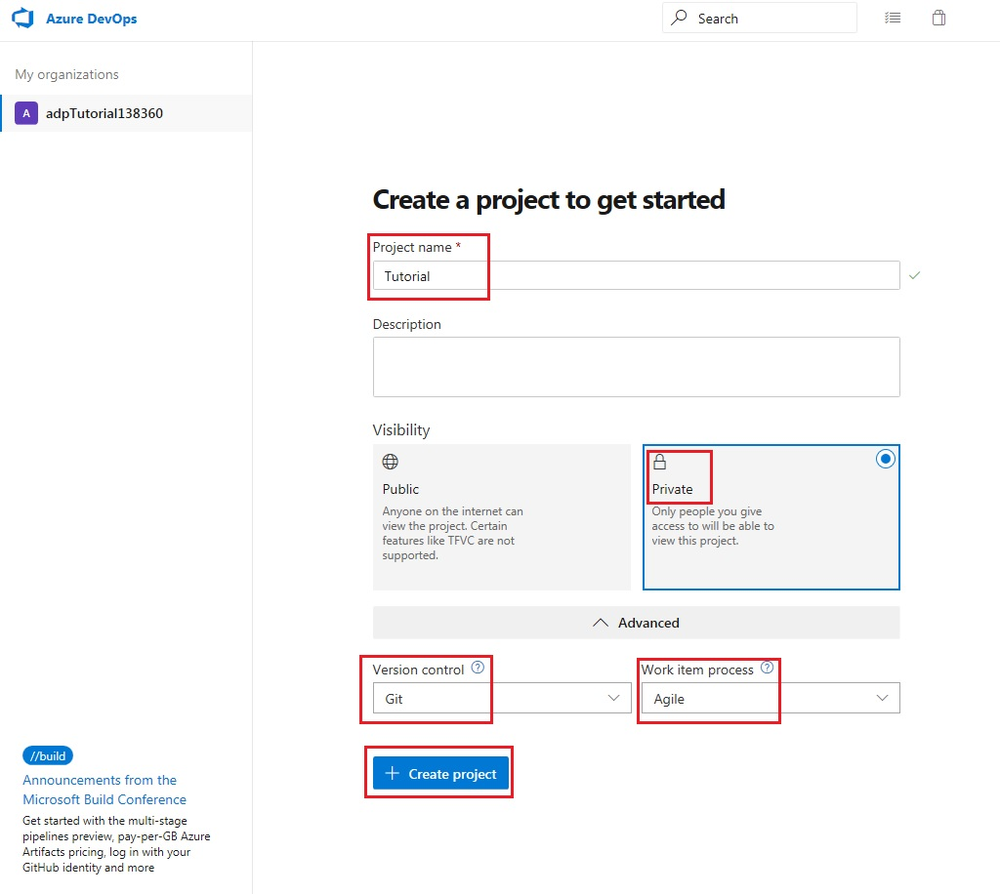 Azure DevOps
Search
My organizations
A adpTutorial138360
Create a project to get started
Project name *
Tutorial
Description
Visibility
Public
Anyone on the internet can
view the project. Certain
features like TFVC are not
supported.
Private
Only people you give
access to will be able to
view this project.
Advanced
Version control ?
Git
Work item process ?
Agile
+ Create project
//build
Announcements from the
Microsoft Build Conference
Get started with the multi-stage
pipelines preview, pay-per-GB Azure
Artifacts pricing, log in with your
GitHub identity and more